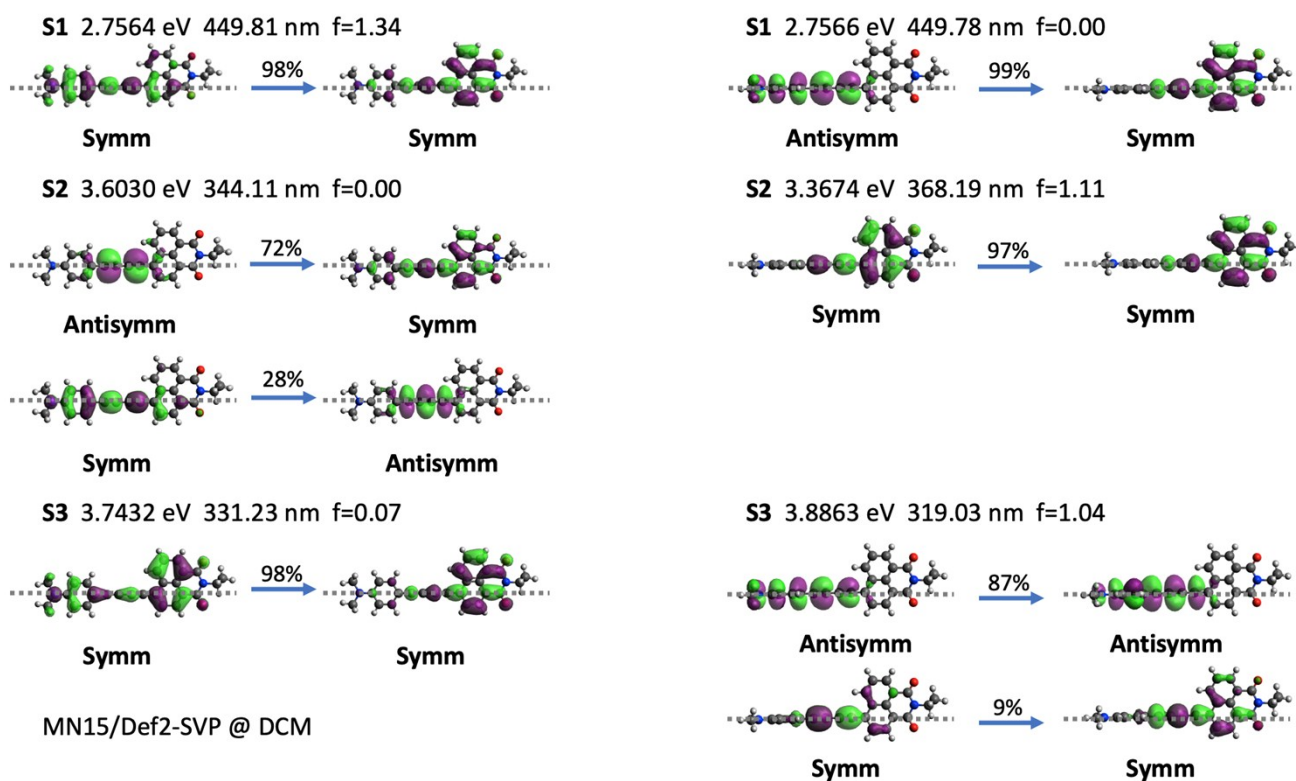 S1 2.7564 eV 449.81 nm f=1.34
98%
Symm Symm
S2 3.6030 eV 344.11 nm f=0.00
72%
Antisymm Symm
28%
Symm Antisymm
S3 3.7432 eV 331.23 nm f=0.07
98%
Symm Symm
MN15/Def2-SVP @ DCM
S1 2.7566 eV 449.78 nm f=0.00
99%
Antisymm Symm
S2 3.3674 eV 368.19 nm f=1.11
97%
Symm Symm
S3 3.8863 eV 319.03 nm f=1.04
87%
Antisymm Antisymm
9%
Symm Symm